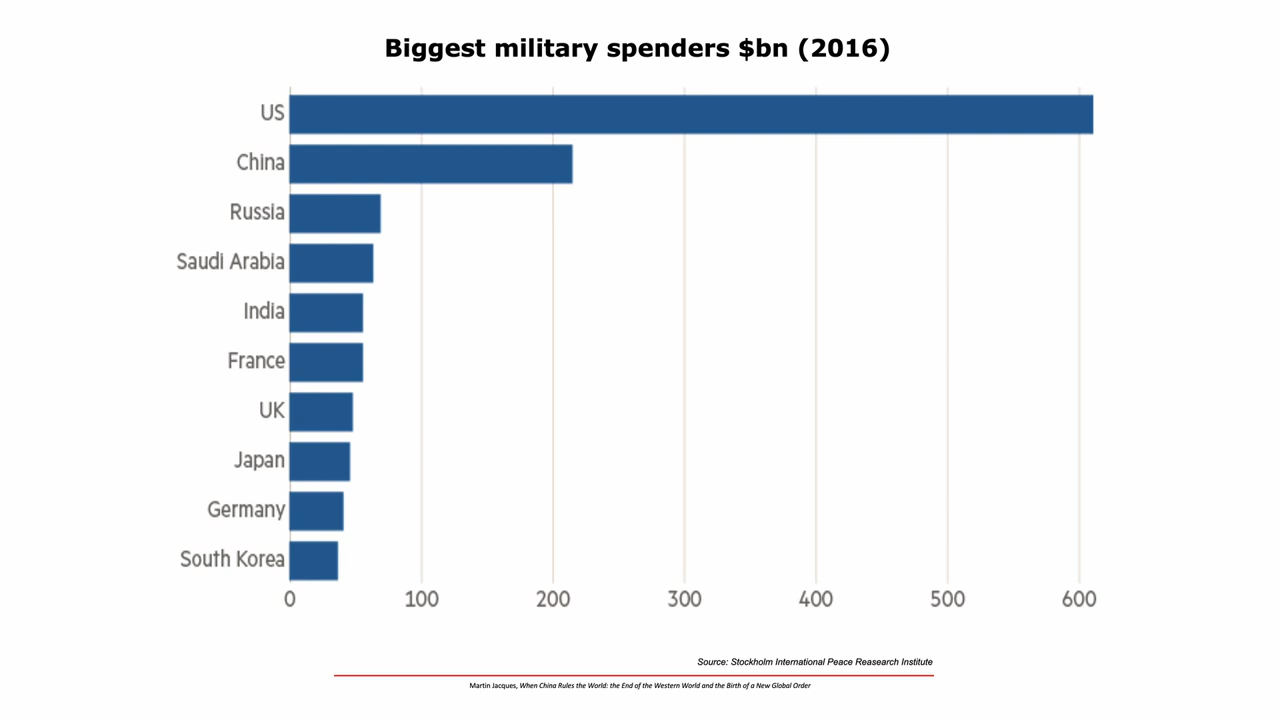 Biggest military spenders $bn (2016)
US
China
Russia
Saudi Arabia
India
France
UK
Japan
Germany
South Korea
0 100 200 300 400 500 600
Source: Stockholm International Peace Reasearch Institute
Martin Jacques, When China Rules the World: the End of the Western World and the Birth of a New Global Order